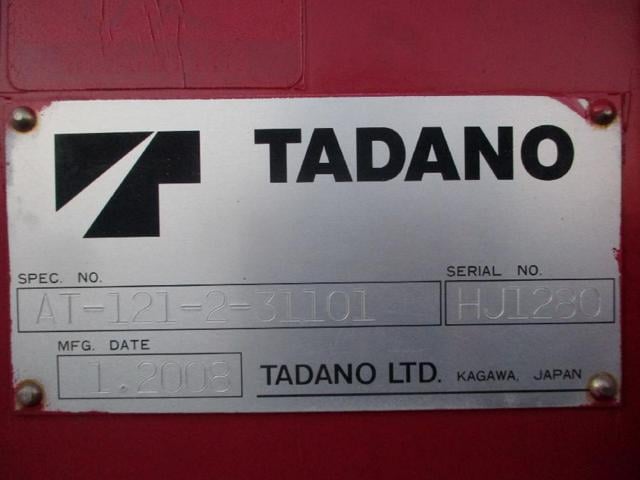 TADANO
SPEC. NO.
AT-121-2-31101
SERIAL NO.
HJ1280
MFG. DATE
1.2008
TADANO LTD. KAGAWA, JAPAN